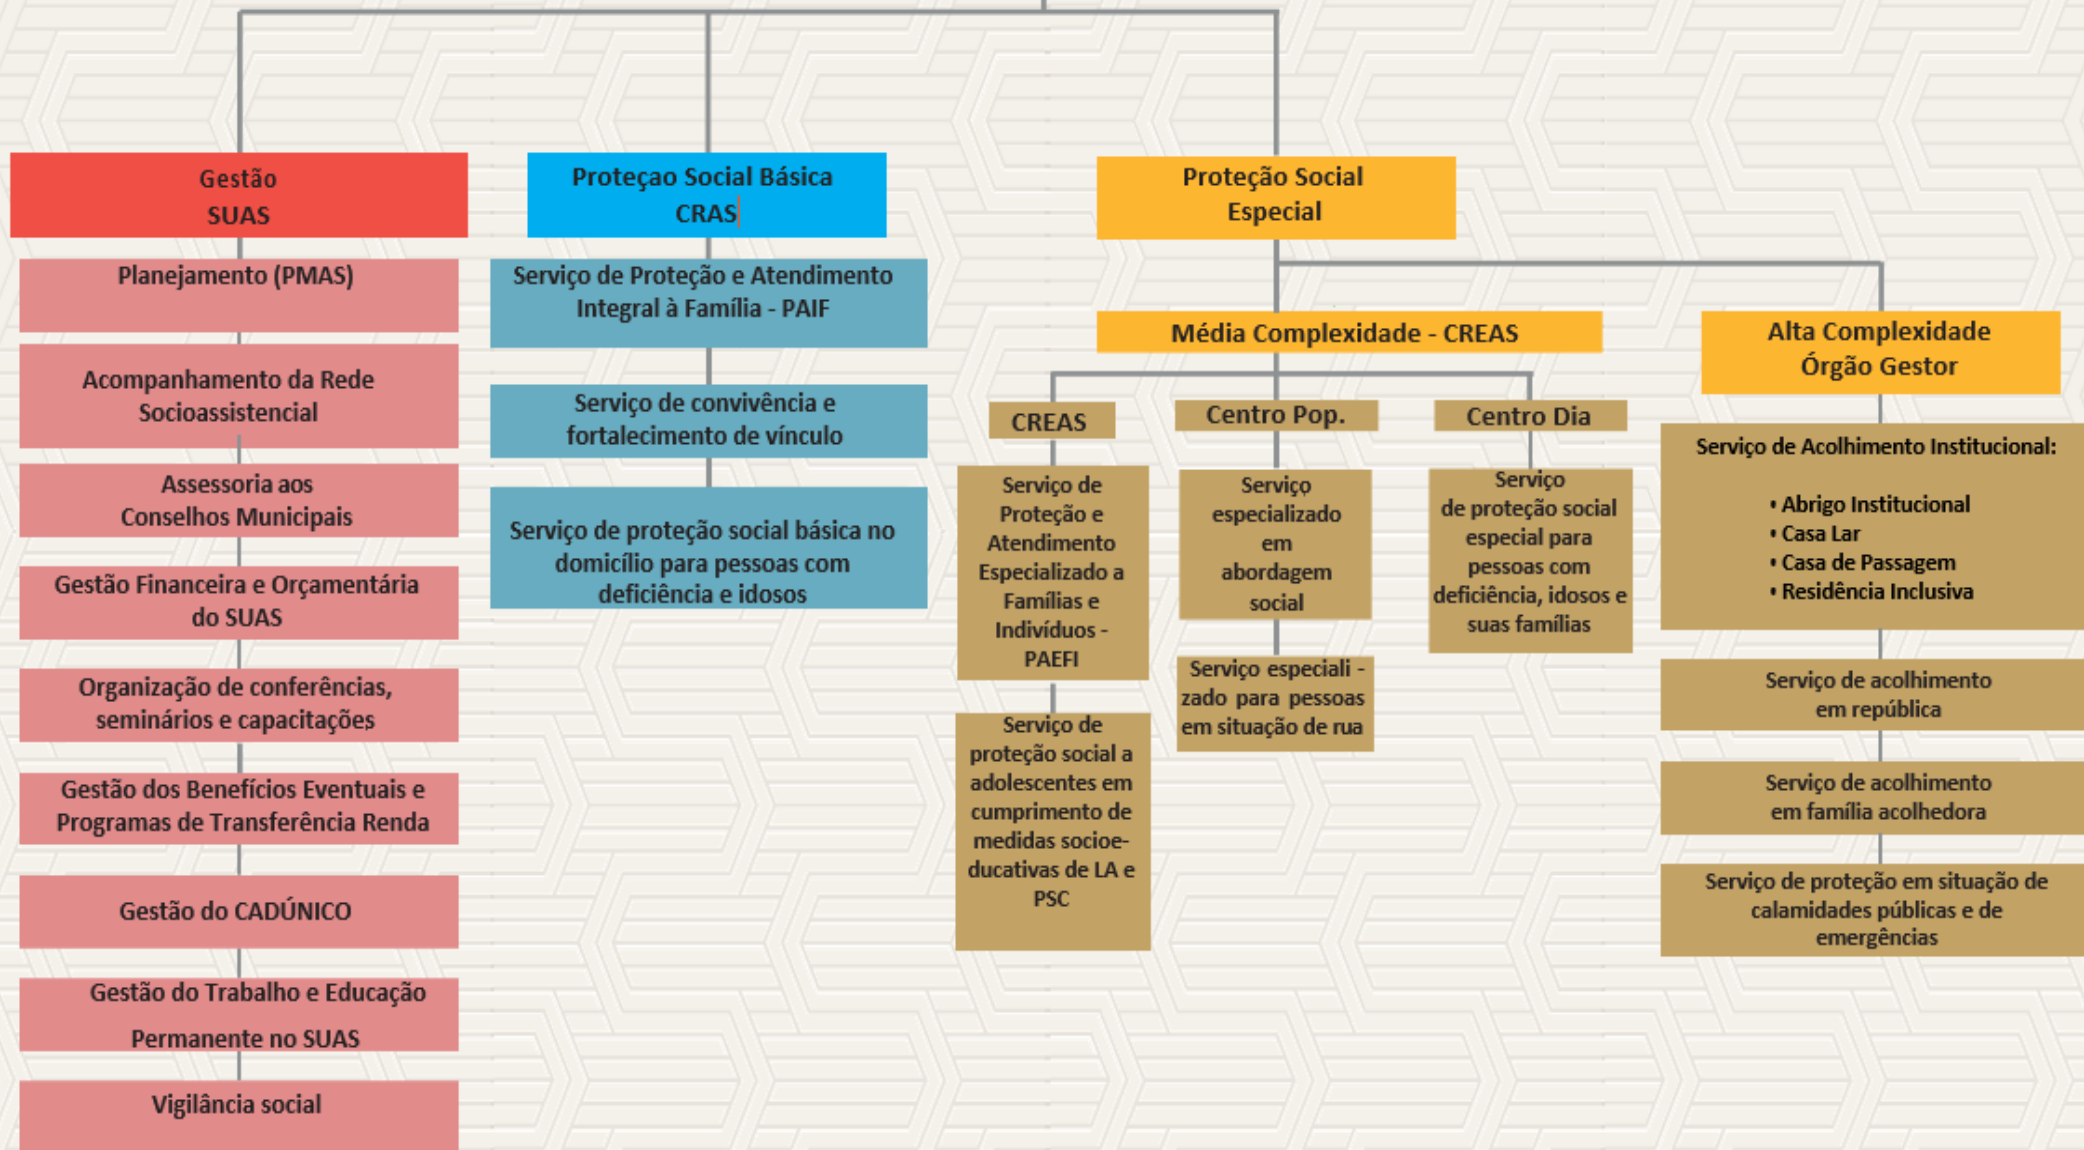 Gestão
SUAS
Planejamento (PMAS)
Acompanhamento da Rede
Socioassistencial
Assessoria aos
Conselhos Municipais
Gestão Financeira e Orçamentária
do SUAS
Organização de conferências,
seminários e capacitações
Gestão dos Benefícios Eventuais e
Programas de Transferência Renda
Gestão do CADÚNICO
Gestão do Trabalho e Educação
Permanente no SUAS
Vigilância social
Proteçao Social Básica
CRAS
Serviço de Proteção e Atendimento
Integral à Família - PAIF
Serviço de convivência e
fortalecimento de vínculo
Serviço de proteção social básica no
domicílio para pessoas com
deficiência e idosos
Proteção Social
Especial
Média Complexidade - CREAS
CREAS
Serviço de
Proteção e
Atendimento
Especializado a
Famílias e
Indivíduos -
PAEFI
Serviço de
proteção social a
adolescentes em
cumprimento de
medidas socioe-
ducativas de LA e
PSC
Centro Pop.
Serviço
especializado
em
abordagem
social
Serviço especiali -
zado para pessoas
em situação de rua
Centro Dia
Serviço
de proteção social
especial para
pessoas com
deficiência, idosos e
suas famílias
Alta Complexidade
Órgão Gestor
Serviço de Acolhimento Institucional:
• Abrigo Institucional
• Casa Lar
• Casa de Passagem
• Residência Inclusiva
Serviço de acolhimento
em república
Serviço de acolhimento
em família acolhedora
Serviço de proteção em situação de
calamidades públicas e de
emergências